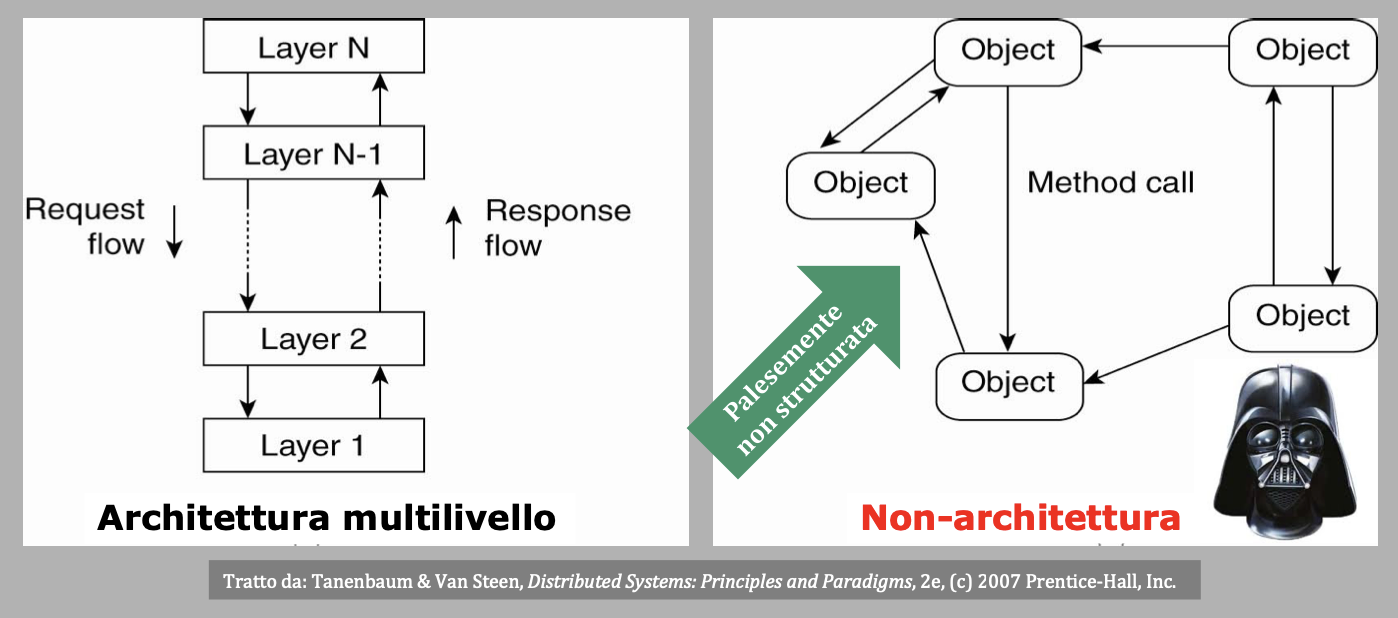 Layer N
Layer N-1
Request
flow
Response
flow
Layer 2
Layer 1
Architettura multilivello
Object
Object
Object
Method call
Object
Object
Palesemente
non strutturata
Non-architettura
Tratto da: Tanenbaum & Van Steen, Distributed Systems: Principles and Paradigms, 2e, (c) 2007 Prentice-Hall, Inc.